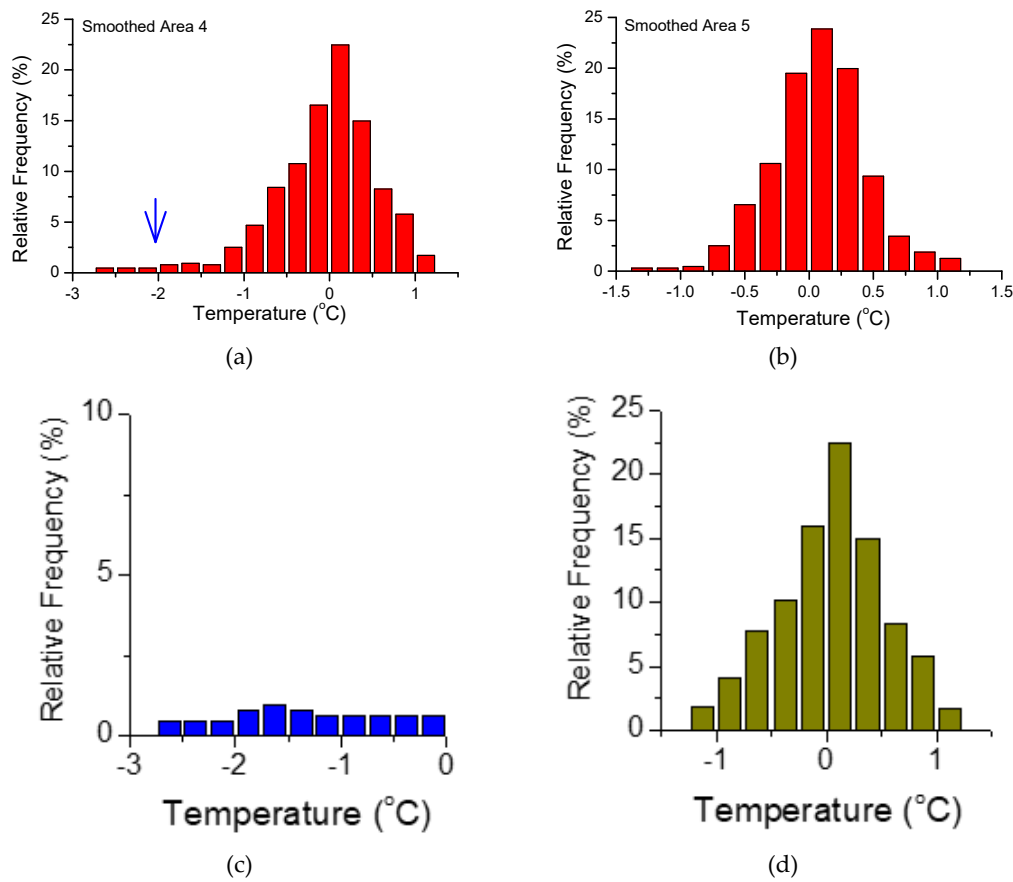 Smoothed Area 4
25
20
15
10
5
0
Relative Frequency (%)
-3 -2 -1 0 1
Temperature (°C)
(a)
Smoothed Area 5
25
20
15
10
5
0
Relative Frequency (%)
-1.5 -1.0 -0.5 0.0 0.5 1.0 1.5
Temperature (°C)
(b)
10
5
0
Relative Frequency (%)
-3 -2 -1 0
Temperature (°C)
(c)
25
20
15
10
5
0
Relative Frequency (%)
-1 0 1
Temperature (°C)
(d)